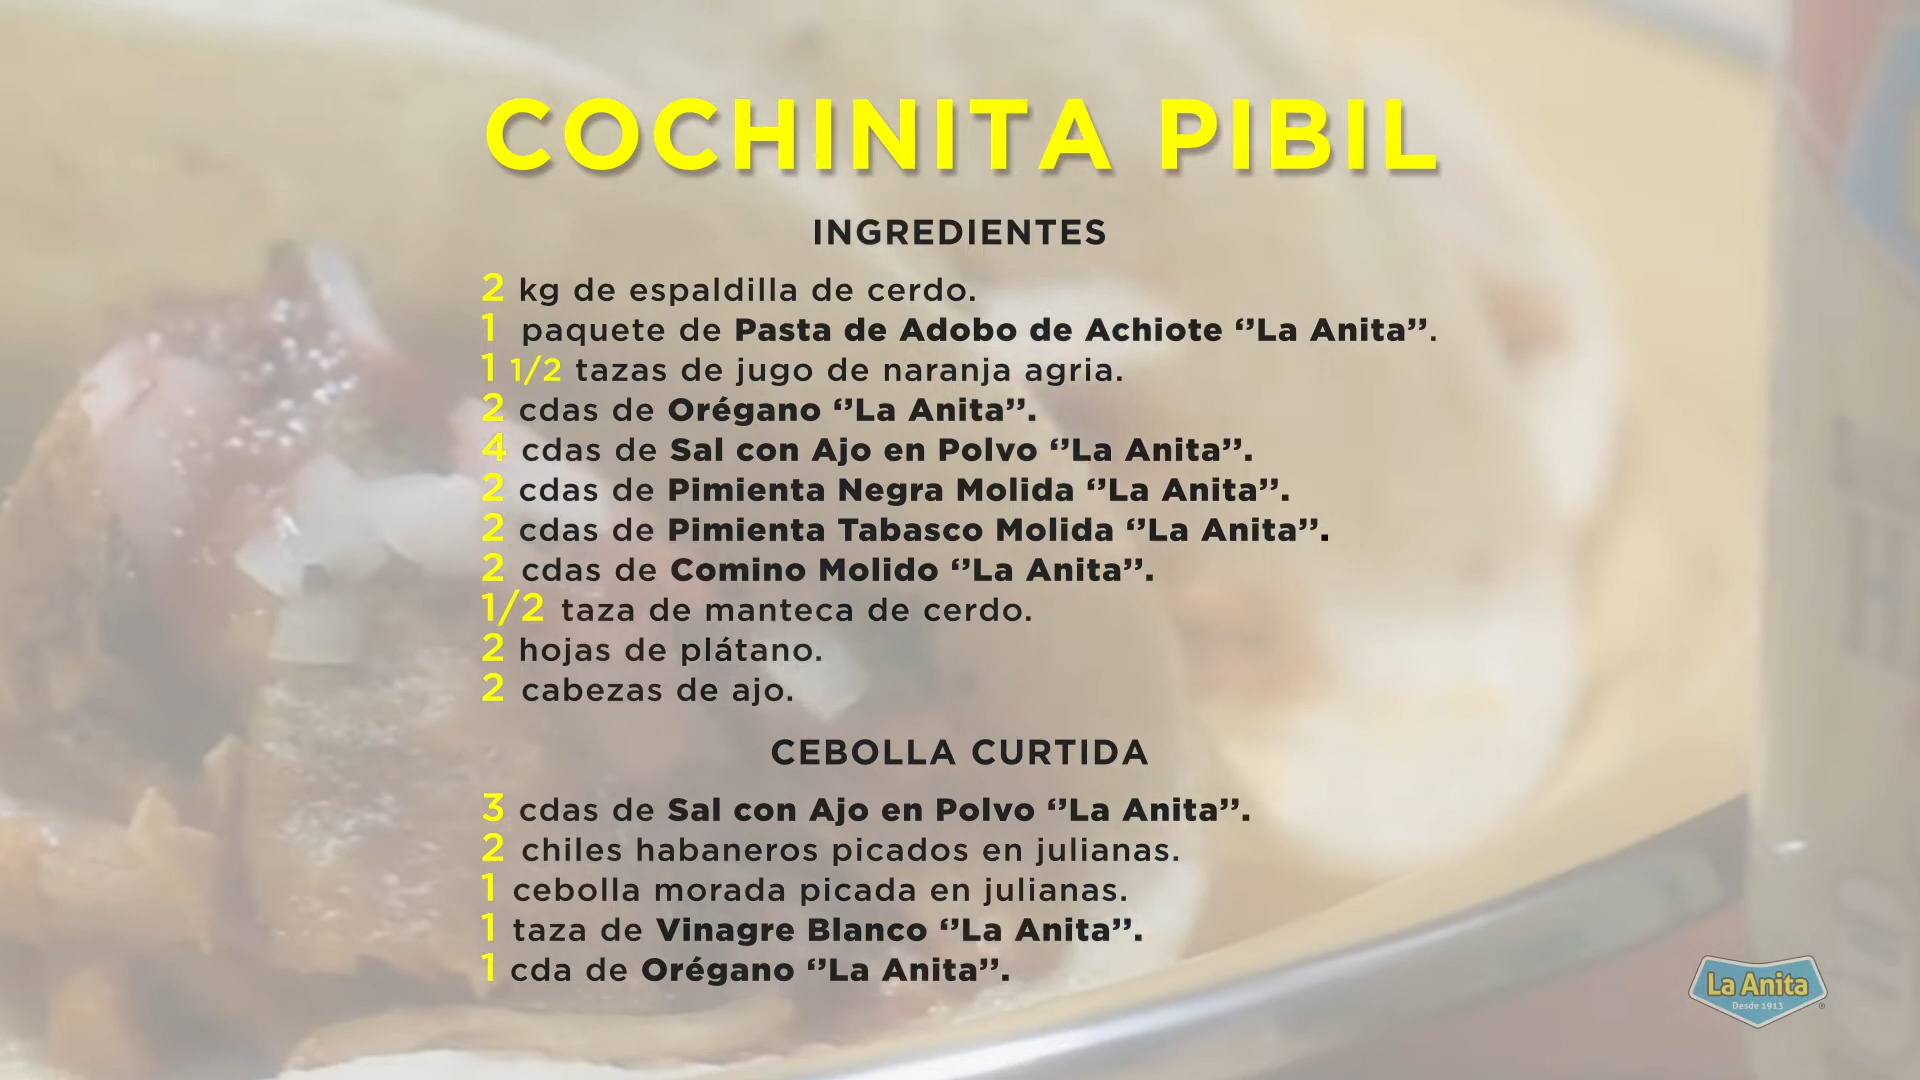 COCHINITA PIBIL
INGREDIENTES
2 kg de espaldilla de cerdo.
1 paquete de Pasta de Adobo de Achiote ‘’La Anita’’.
1 1/2 tazas de jugo de naranja agria.
2 cdas de Orégano ‘’La Anita’’.
4 cdas de Sal con Ajo en Polvo ‘’La Anita’’.
2 cdas de Pimienta Negra Molida ‘’La Anita’’.
2 cdas de Pimienta Tabasco Molida ‘’La Anita’’.
2 cdas de Comino Molido ‘’La Anita’’.
1/2 taza de manteca de cerdo.
2 hojas de plátano.
2 cabezas de ajo.
CEBOLLA CURTIDA
3 cdas de Sal con Ajo en Polvo ‘’La Anita’’.
2 chiles habaneros picados en julianas.
1 cebolla morada picada en julianas.
1 taza de Vinagre Blanco ‘’La Anita’’.
1 cda de Orégano ‘’La Anita’’.
La Anita
Desde 1913
®